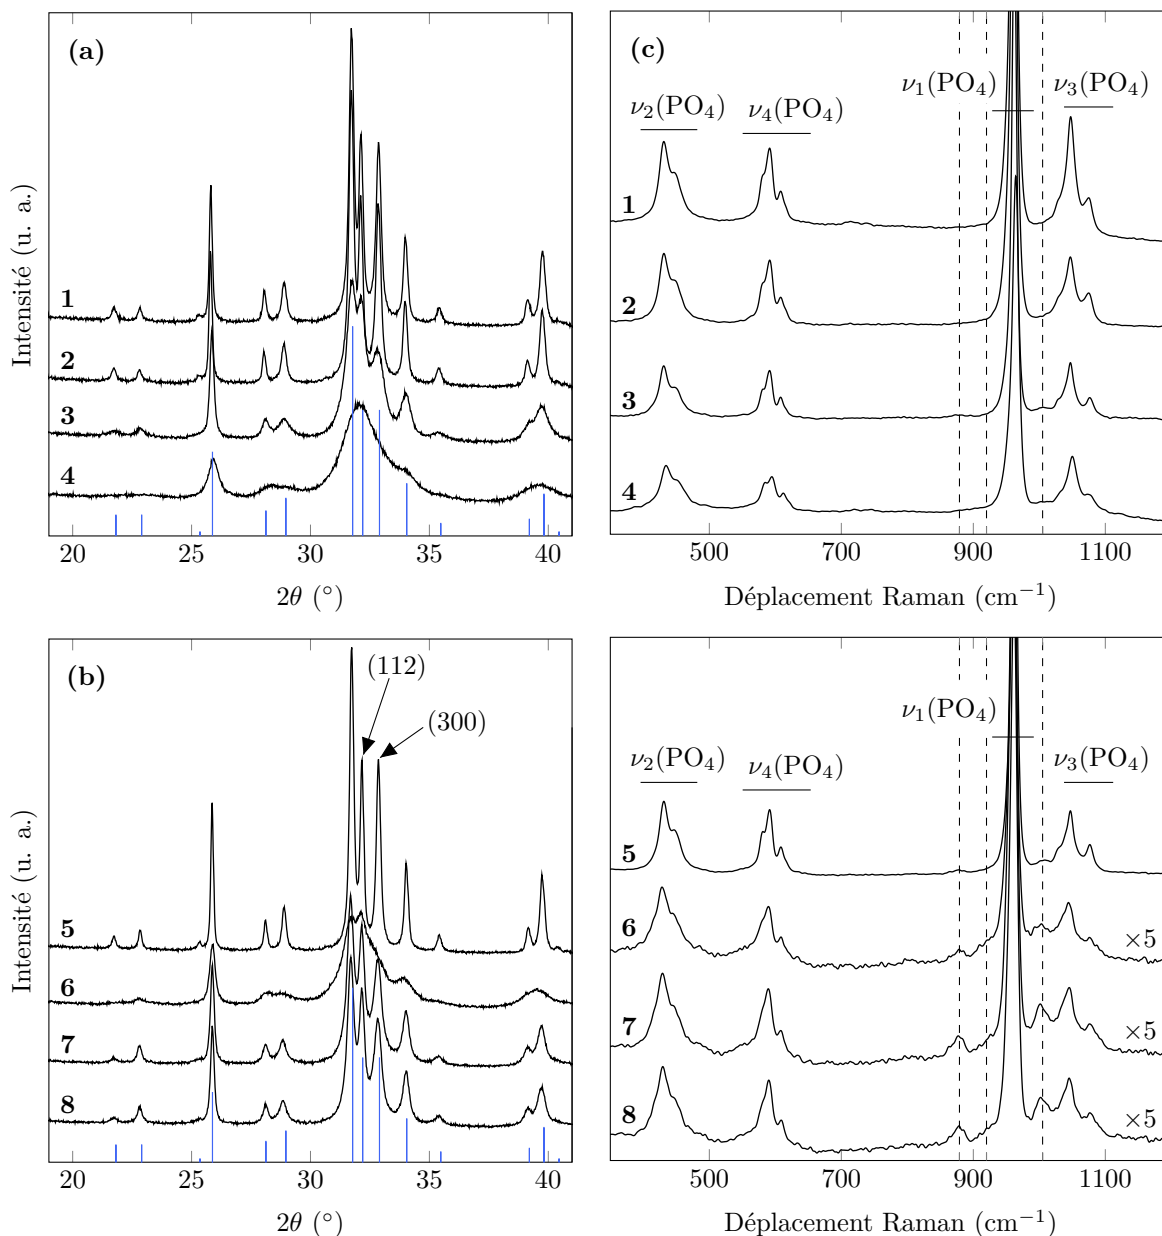 (a)
Intensité (u. a.)
1
2
3
4
20 25 30 35 40
2θ (°)
(c)
ν₂(PO₄)
ν₄(PO₄)
ν₁(PO₄)
ν₃(PO₄)
1
2
3
4
500 700 900 1100
Déplacement Raman (cm⁻¹)
(b)
(112)
(300)
Intensité (u. a.)
5
6
7
8
20 25 30 35 40
2θ (°)
ν₁(PO₄)
ν₂(PO₄)
ν₄(PO₄)
ν₃(PO₄)
5
6 ×5
7 ×5
8 ×5
500 700 900 1100
Déplacement Raman (cm⁻¹)